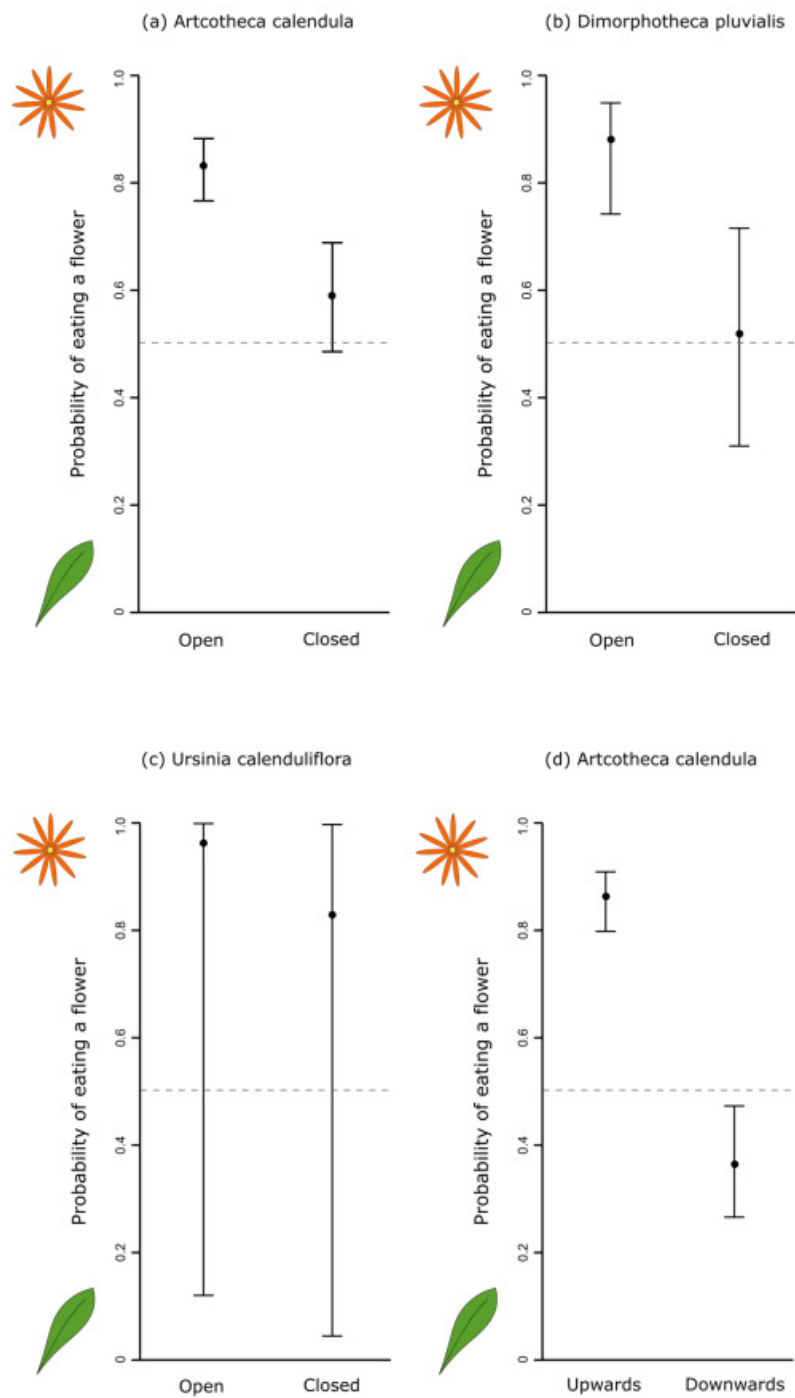 (a) Artcotheca calendula
(b) Dimorphotheca pluvialis
Probability of eating a flower
1.0
0.8
0.6
0.4
0.2
0
Open
Closed
Probability of eating a flower
1.0
0.8
0.6
0.4
0.2
0
Open
Closed
(c) Ursinia calenduliflora
(d) Artcotheca calendula
Probability of eating a flower
1.0
0.8
0.6
0.4
0.2
0
Open
Closed
Probability of eating a flower
1.0
0.8
0.6
0.4
0.2
0
Upwards
Downwards